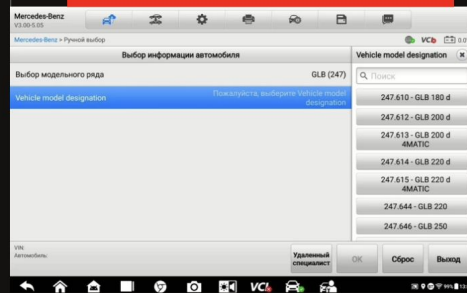 Mercedes-Benz
V3.00-5.05
Mercedes-Benz > Ручной выбор
VCI
0.0
Выбор информации автомобиля
Vehicle model designation
Выбор модельного ряда
GLB (247)
Поиск
Vehicle model designation
Пожалуйста, выберите Vehicle model
designation
247.610 - GLB 180 d
247.612 - GLB 200 d
247.613 - GLB 200 d
4MATIC
247.614 - GLB 220 d
247.615 - GLB 220 d
4MATIC
247.644 - GLB 220
247.646 - GLB 250
VIN:
Автомобиль:
Удаленный
специалист
OK
Сброс
Выход
VCI